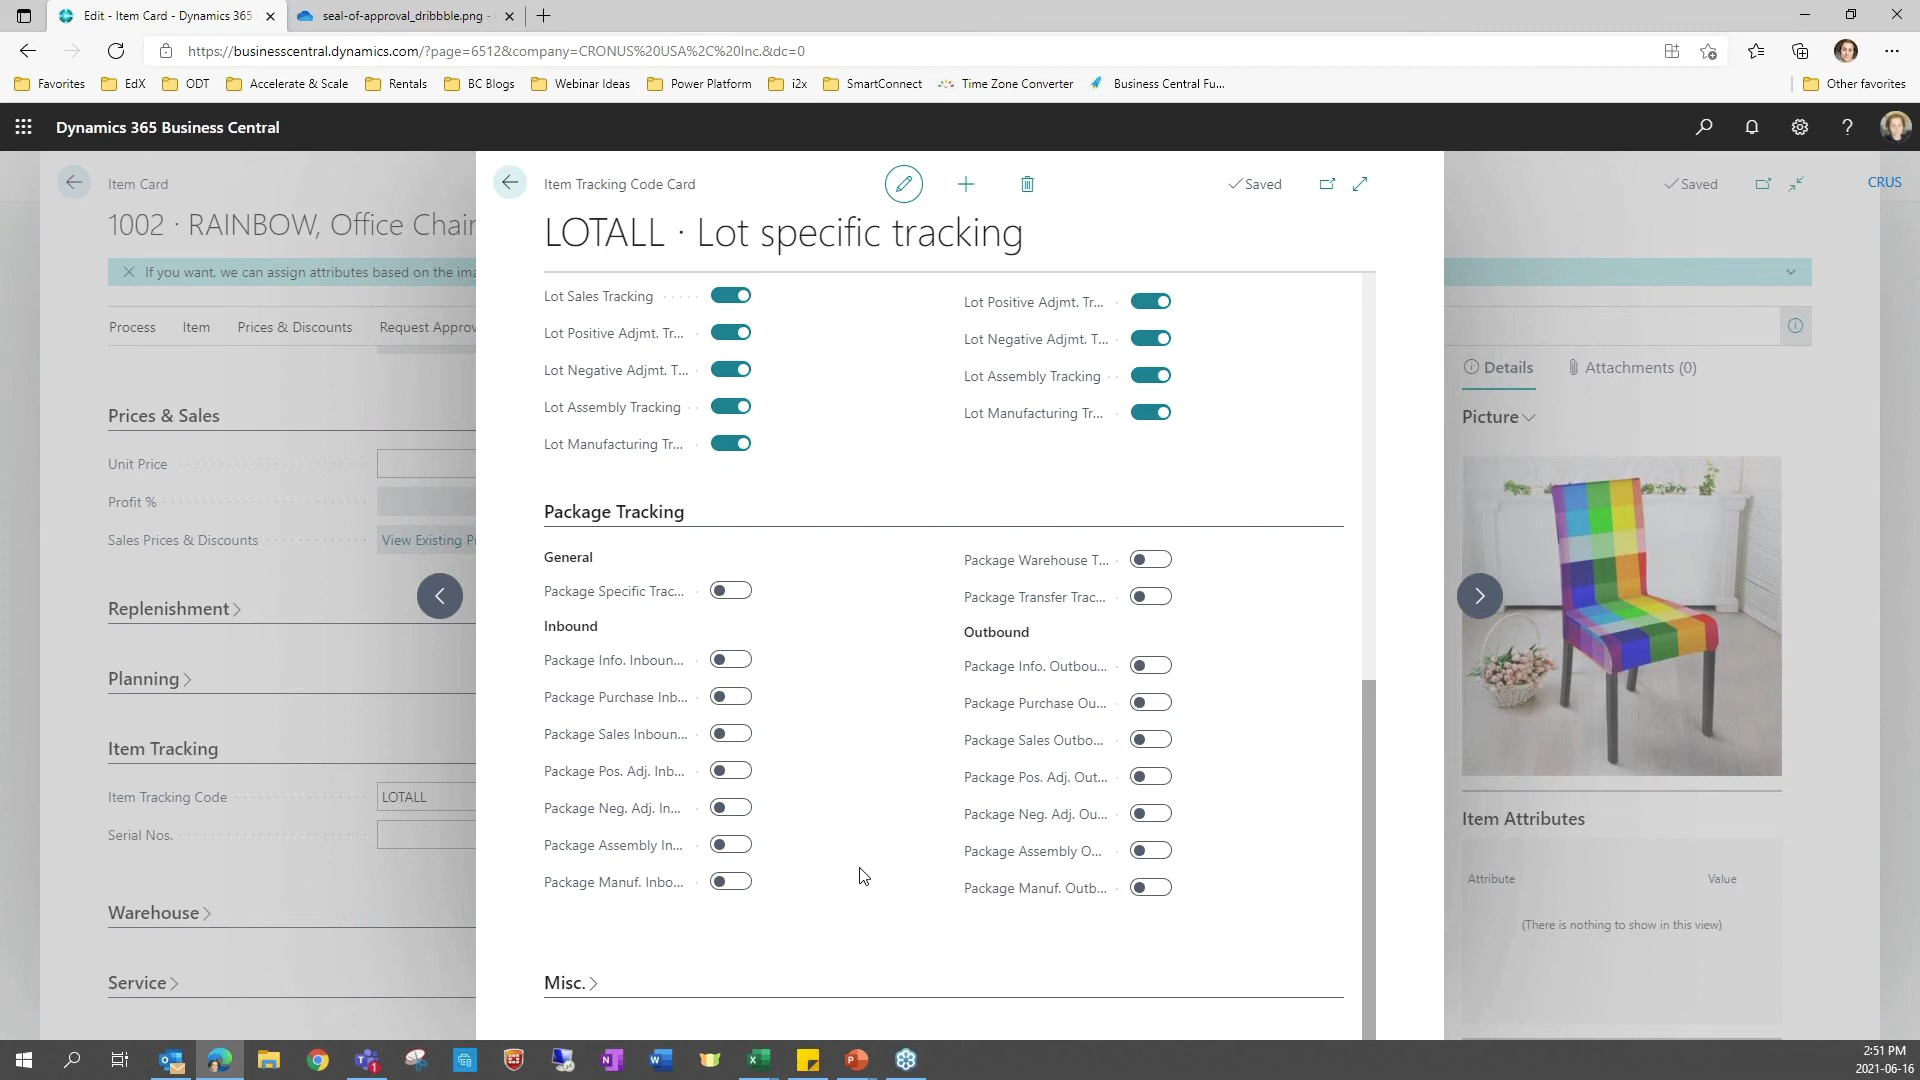 Edit - Item Card - Dynamics 365
seal-of-approval_dribbble.png -
https://businesscentral.dynamics.com/?page=6512&company=CRONUS%20USA%2C%20Inc.&dc=0
Favorites
EdX
ODT
Accelerate & Scale
Rentals
BC Blogs
Webinar Ideas
Power Platform
i2x
SmartConnect
Time Zone Converter
Business Central Fu...
Other favorites
Dynamics 365 Business Central
Item Card
1002 · RAINBOW, Office Chair
If you want, we can assign attributes based on the ima
Process
Item
Prices & Discounts
Request Approv
Prices & Sales
Unit Price
Profit %
Sales Prices & Discounts
View Existing P
Replenishment
Planning
Item Tracking
Item Tracking Code
LOTALL
Serial Nos.
Warehouse
Service
Item Tracking Code Card
Saved
LOTALL · Lot specific tracking
Lot Sales Tracking
Lot Positive Adjmt. Tr...
Lot Negative Adjmt. T...
Lot Assembly Tracking
Lot Manufacturing Tr...
Lot Positive Adjmt. Tr...
Lot Negative Adjmt. T...
Lot Assembly Tracking
Lot Manufacturing Tr...
Package Tracking
General
Package Specific Trac...
Inbound
Package Info. Inboun...
Package Purchase Inb...
Package Sales Inboun...
Package Pos. Adj. Inb...
Package Neg. Adj. In...
Package Assembly In...
Package Manuf. Inbo...
Package Warehouse T...
Package Transfer Trac...
Outbound
Package Info. Outbou...
Package Purchase Ou...
Package Sales Outbo...
Package Pos. Adj. Out...
Package Neg. Adj. Ou...
Package Assembly O...
Package Manuf. Outb...
Misc.
Saved
CRUS
Details
Attachments (0)
Picture
Item Attributes
Attribute
Value
(There is nothing to show in this view)
2:51 PM
2021-06-16